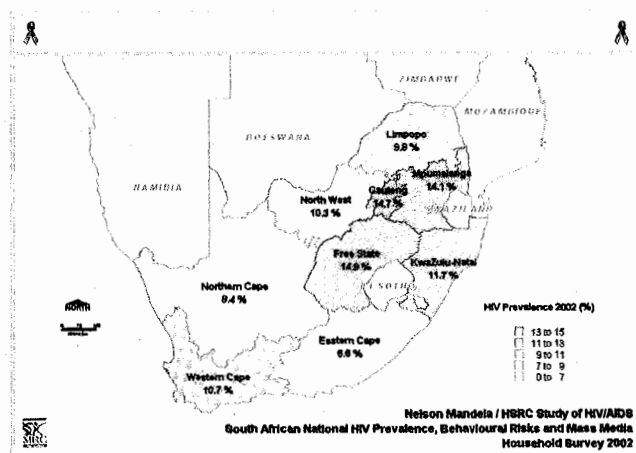 ZIMBABWE
MOZAMBIQUE
BOTSWANA
NAMIBIA
Limpopo
9.8 %
Mpumalanga
14.1 %
North West
10.3 %
Gauteng
14.7 %
SWAZILAND
Free State
14.9 %
KwaZulu-Natal
11.7 %
LESOTHO
Northern Cape
8.4 %
NORTH
Eastern Cape
6.6 %
Western Cape
10.7 %
HIV Prevalence 2002 (%)
13 to 15
11 to 13
9 to 11
7 to 9
0 to 7
MRC
Nelson Mandela / HSRC Study of HIV/AIDS
South African National HIV Prevalence, Behavioural Risks and Mass Media
Household Survey 2002